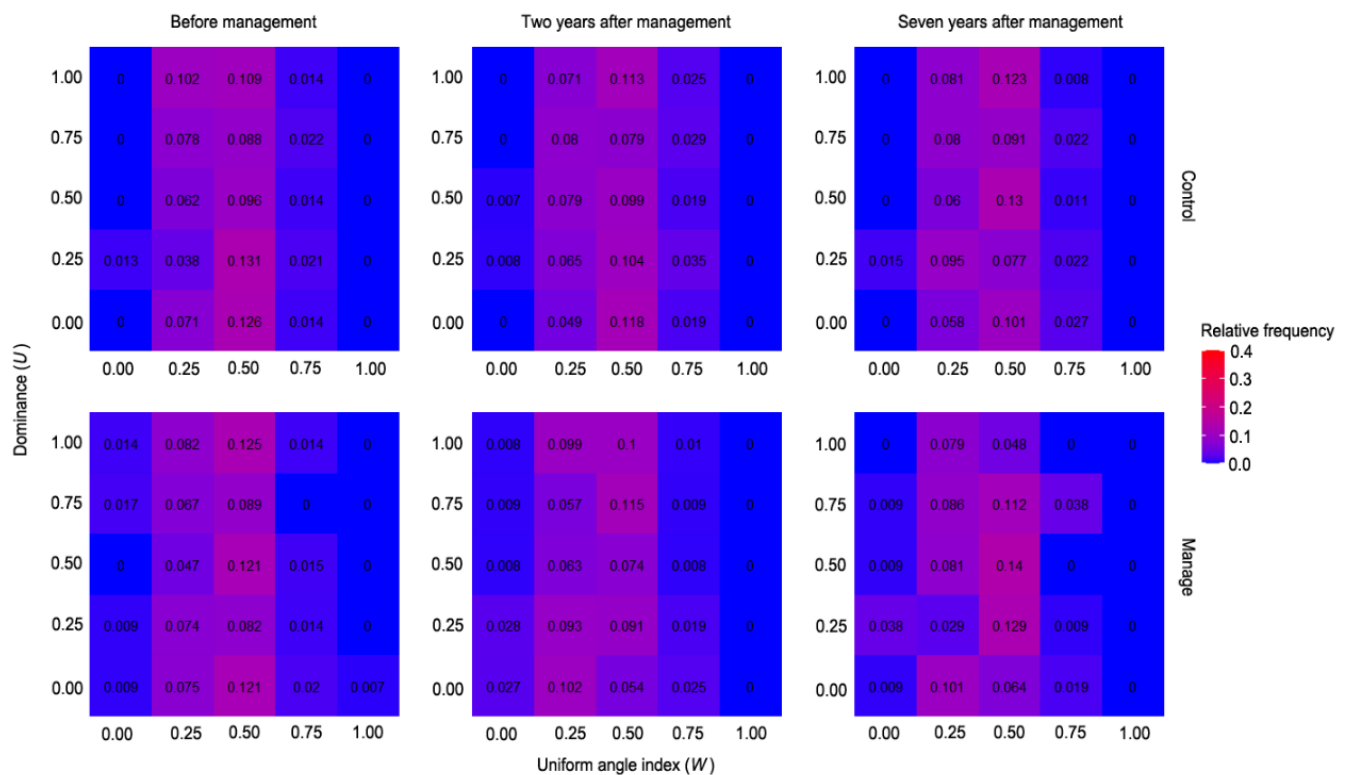 Before management Two years after management Seven years after management
1.00 0 0.102 0.109 0.014 0 1.00 0 0.071 0.113 0.025 0 1.00 0 0.081 0.123 0.008 0
0.75 0 0.078 0.088 0.022 0 0.75 0 0.08 0.079 0.029 0 0.75 0 0.08 0.091 0.022 0
0.50 0 0.062 0.096 0.014 0 0.50 0.007 0.079 0.099 0.019 0 0.50 0 0.06 0.13 0.011 0
Control
0.25 0.013 0.038 0.131 0.021 0 0.25 0.008 0.065 0.104 0.035 0 0.25 0.015 0.095 0.077 0.022 0
0.00 0 0.071 0.126 0.014 0 0.00 0 0.049 0.118 0.019 0 0.00 0 0.058 0.101 0.027 0
0.00 0.25 0.50 0.75 1.00 0.00 0.25 0.50 0.75 1.00 0.00 0.25 0.50 0.75 1.00
Dominance (U)
Relative frequency
0.4
0.3
0.2
0.1
0.0
1.00 0.014 0.082 0.125 0.014 0 1.00 0.008 0.099 0.1 0.01 0 1.00 0 0.079 0.048 0 0
0.75 0.017 0.067 0.089 0 0 0.75 0.009 0.057 0.115 0.009 0 0.75 0.009 0.086 0.112 0.038 0
0.50 0 0.047 0.121 0.015 0 0.50 0.008 0.063 0.074 0.008 0 0.50 0.009 0.081 0.14 0 0
Manage
0.25 0.009 0.074 0.082 0.014 0 0.25 0.028 0.093 0.091 0.019 0 0.25 0.038 0.029 0.129 0.009 0
0.00 0.009 0.075 0.121 0.02 0.007 0.00 0.027 0.102 0.054 0.025 0 0.00 0.009 0.101 0.064 0.019 0
0.00 0.25 0.50 0.75 1.00 0.00 0.25 0.50 0.75 1.00 0.00 0.25 0.50 0.75 1.00
Uniform angle index (W)